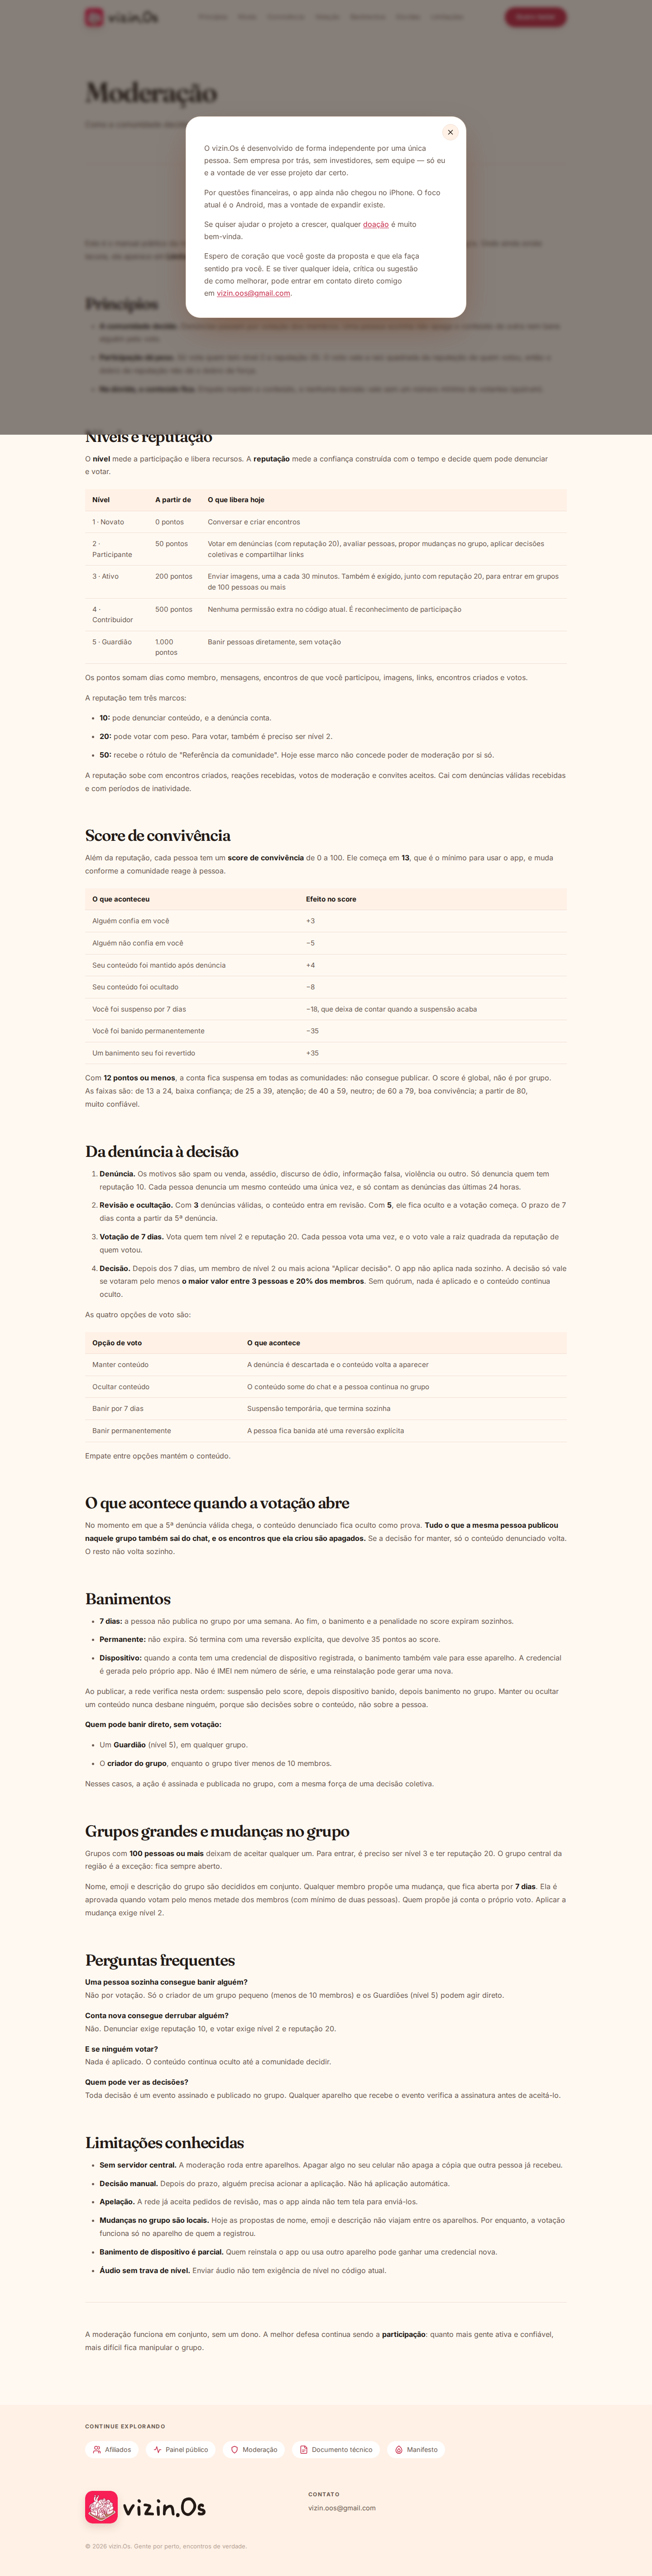 vizin.Os
Moderação
O vizin.Os é desenvolvido de forma independente por uma única
pessoa. Sem empresa por trás, sem investidores, sem equipe — só eu
e a vontade de ver esse projeto dar certo.
Por questões financeiras, o app ainda não chegou no iPhone. O foco
atual é o Android, mas a vontade de expandir existe.
Se quiser ajudar o projeto a crescer, qualquer doação é muito
bem-vinda.
Espero de coração que você goste da proposta e que ela faça
sentido pra você. E se tiver qualquer ideia, crítica ou sugestão
de como melhorar, pode entrar em contato direto comigo
em vizin.oos@gmail.com.
Princípios
Níveis e reputação
O nível mede a participação e libera recursos. A reputação mede a confiança construída com o tempo e decide quem pode denunciar
e votar.
Nível A partir de O que libera hoje
1 · Novato 0 pontos Conversar e criar encontros
2 · Participante 50 pontos Votar em denúncias (com reputação 20), avaliar pessoas, propor mudanças no grupo, aplicar decisões
coletivas e compartilhar links
3 · Ativo 200 pontos Enviar imagens, uma a cada 30 minutos. Também é exigido, junto com reputação 20, para entrar em grupos
de 100 pessoas ou mais
4 · Contribuidor 500 pontos Nenhuma permissão extra no código atual. É reconhecimento de participação
5 · Guardião 1.000 pontos Banir pessoas diretamente, sem votação
Os pontos somam dias como membro, mensagens, encontros de que você participou, imagens, links, encontros criados e votos.
A reputação tem três marcos:
• 10: pode denunciar conteúdo, e a denúncia conta.
• 20: pode votar com peso. Para votar, também é preciso ser nível 2.
• 50: recebe o rótulo de "Referência da comunidade". Hoje esse marco não concede poder de moderação por si só.
A reputação sobe com encontros criados, reações recebidas, votos de moderação e convites aceitos. Cai com denúncias válidas recebidas
e com períodos de inatividade.
Score de convivência
Além da reputação, cada pessoa tem um score de convivência de 0 a 100. Ele começa em 13, que é o mínimo para usar o app, e muda
conforme a comunidade reage à pessoa.
O que aconteceu Efeito no score
Alguém confia em você +3
Alguém não confia em você −5
Seu conteúdo foi mantido após denúncia +4
Seu conteúdo foi ocultado −8
Você foi suspenso por 7 dias −18, que deixa de contar quando a suspensão acaba
Você foi banido permanentemente −35
Um banimento seu foi revertido +35
Com 12 pontos ou menos, a conta fica suspensa em todas as comunidades: não consegue publicar. O score é global, não é por grupo.
As faixas são: de 13 a 24, baixa confiança; de 25 a 39, atenção; de 40 a 59, neutro; de 60 a 79, boa convivência; a partir de 80,
muito confiável.
Da denúncia à decisão
1. Denúncia. Os motivos são spam ou venda, assédio, discurso de ódio, informação falsa, violência ou outro. Só denuncia quem tem
reputação 10. Cada pessoa denuncia um mesmo conteúdo uma única vez, e só contam as denúncias das últimas 24 horas.
2. Revisão e ocultação. Com 3 denúncias válidas, o conteúdo entra em revisão. Com 5, ele fica oculto e a votação começa. O prazo de 7
dias conta a partir da 5ª denúncia.
3. Votação de 7 dias. Vota quem tem nível 2 e reputação 20. Cada pessoa vota uma vez, e o voto vale a raiz quadrada da reputação de
quem votou.
4. Decisão. Depois dos 7 dias, um membro de nível 2 ou mais aciona "Aplicar decisão". O app não aplica nada sozinho. A decisão só vale
se votaram pelo menos o maior valor entre 3 pessoas e 20% dos membros. Sem quórum, nada é aplicado e o conteúdo continua
oculto.
As quatro opções de voto são:
Opção de voto O que acontece
Manter conteúdo A denúncia é descartada e o conteúdo volta a aparecer
Ocultar conteúdo O conteúdo some do chat e a pessoa continua no grupo
Banir por 7 dias Suspensão temporária, que termina sozinha
Banir permanentemente A pessoa fica banida até uma reversão explícita
Empate entre opções mantém o conteúdo.
O que acontece quando a votação abre
No momento em que a 5ª denúncia válida chega, o conteúdo denunciado fica oculto como prova. Tudo o que a mesma pessoa publicou
naquele grupo também sai do chat, e os encontros que ela criou são apagados. Se a decisão for manter, só o conteúdo denunciado volta.
O resto não volta sozinho.
Banimentos
• 7 dias: a pessoa não publica no grupo por uma semana. Ao fim, o banimento e a penalidade no score expiram sozinhos.
• Permanente: não expira. Só termina com uma reversão explícita, que devolve 35 pontos ao score.
• Dispositivo: quando a conta tem uma credencial de dispositivo registrada, o banimento também vale para esse aparelho. A credencial
é gerada pelo próprio app. Não é IMEI nem número de série, e uma reinstalação pode gerar uma nova.
Ao publicar, a rede verifica nesta ordem: suspensão pelo score, depois dispositivo banido, depois banimento no grupo. Manter ou ocultar
um conteúdo nunca desbane ninguém, porque são decisões sobre o conteúdo, não sobre a pessoa.
Quem pode banir direto, sem votação:
• Um Guardião (nível 5), em qualquer grupo.
• O criador do grupo, enquanto o grupo tiver menos de 10 membros.
Nesses casos, a ação é assinada e publicada no grupo, com a mesma força de uma decisão coletiva.
Grupos grandes e mudanças no grupo
Grupos com 100 pessoas ou mais deixam de aceitar qualquer um. Para entrar, é preciso ser nível 3 e ter reputação 20. O grupo central da
região é a exceção: fica sempre aberto.
Nome, emoji e descrição do grupo são decididos em conjunto. Qualquer membro propõe uma mudança, que fica aberta por 7 dias. Ela é
aprovada quando votam pelo menos metade dos membros (com mínimo de duas pessoas). Quem propõe já conta o próprio voto. Aplicar a
mudança exige nível 2.
Perguntas frequentes
Uma pessoa sozinha consegue banir alguém?
Não por votação. Só o criador de um grupo pequeno (menos de 10 membros) e os Guardiões (nível 5) podem agir direto.
Conta nova consegue derrubar alguém?
Não. Denunciar exige reputação 10, e votar exige nível 2 e reputação 20.
E se ninguém votar?
Nada é aplicado. O conteúdo continua oculto até a comunidade decidir.
Quem pode ver as decisões?
Toda decisão é um evento assinado e publicado no grupo. Qualquer aparelho que recebe o evento verifica a assinatura antes de aceitá-lo.
Limitações conhecidas
• Sem servidor central. A moderação roda entre aparelhos. Apagar algo no seu celular não apaga a cópia que outra pessoa já recebeu.
• Decisão manual. Depois do prazo, alguém precisa acionar a aplicação. Não há aplicação automática.
• Apelação. A rede já aceita pedidos de revisão, mas o app ainda não tem tela para enviá-los.
• Mudanças no grupo são locais. Hoje as propostas de nome, emoji e descrição não viajam entre os aparelhos. Por enquanto, a votação
funciona só no aparelho de quem a registrou.
• Banimento de dispositivo é parcial. Quem reinstala o app ou usa outro aparelho pode ganhar uma credencial nova.
• Áudio sem trava de nível. Enviar áudio não tem exigência de nível no código atual.
A moderação funciona em conjunto, sem um dono. A melhor defesa continua sendo a participação: quanto mais gente ativa e confiável,
mais difícil fica manipular o grupo.
CONTINUE EXPLORANDO
Afiliados Painel público Moderação Documento técnico Manifesto
vizin.Os
CONTATO
vizin.oos@gmail.com
© 2026 vizin.Os. Gente por perto, encontros de verdade.